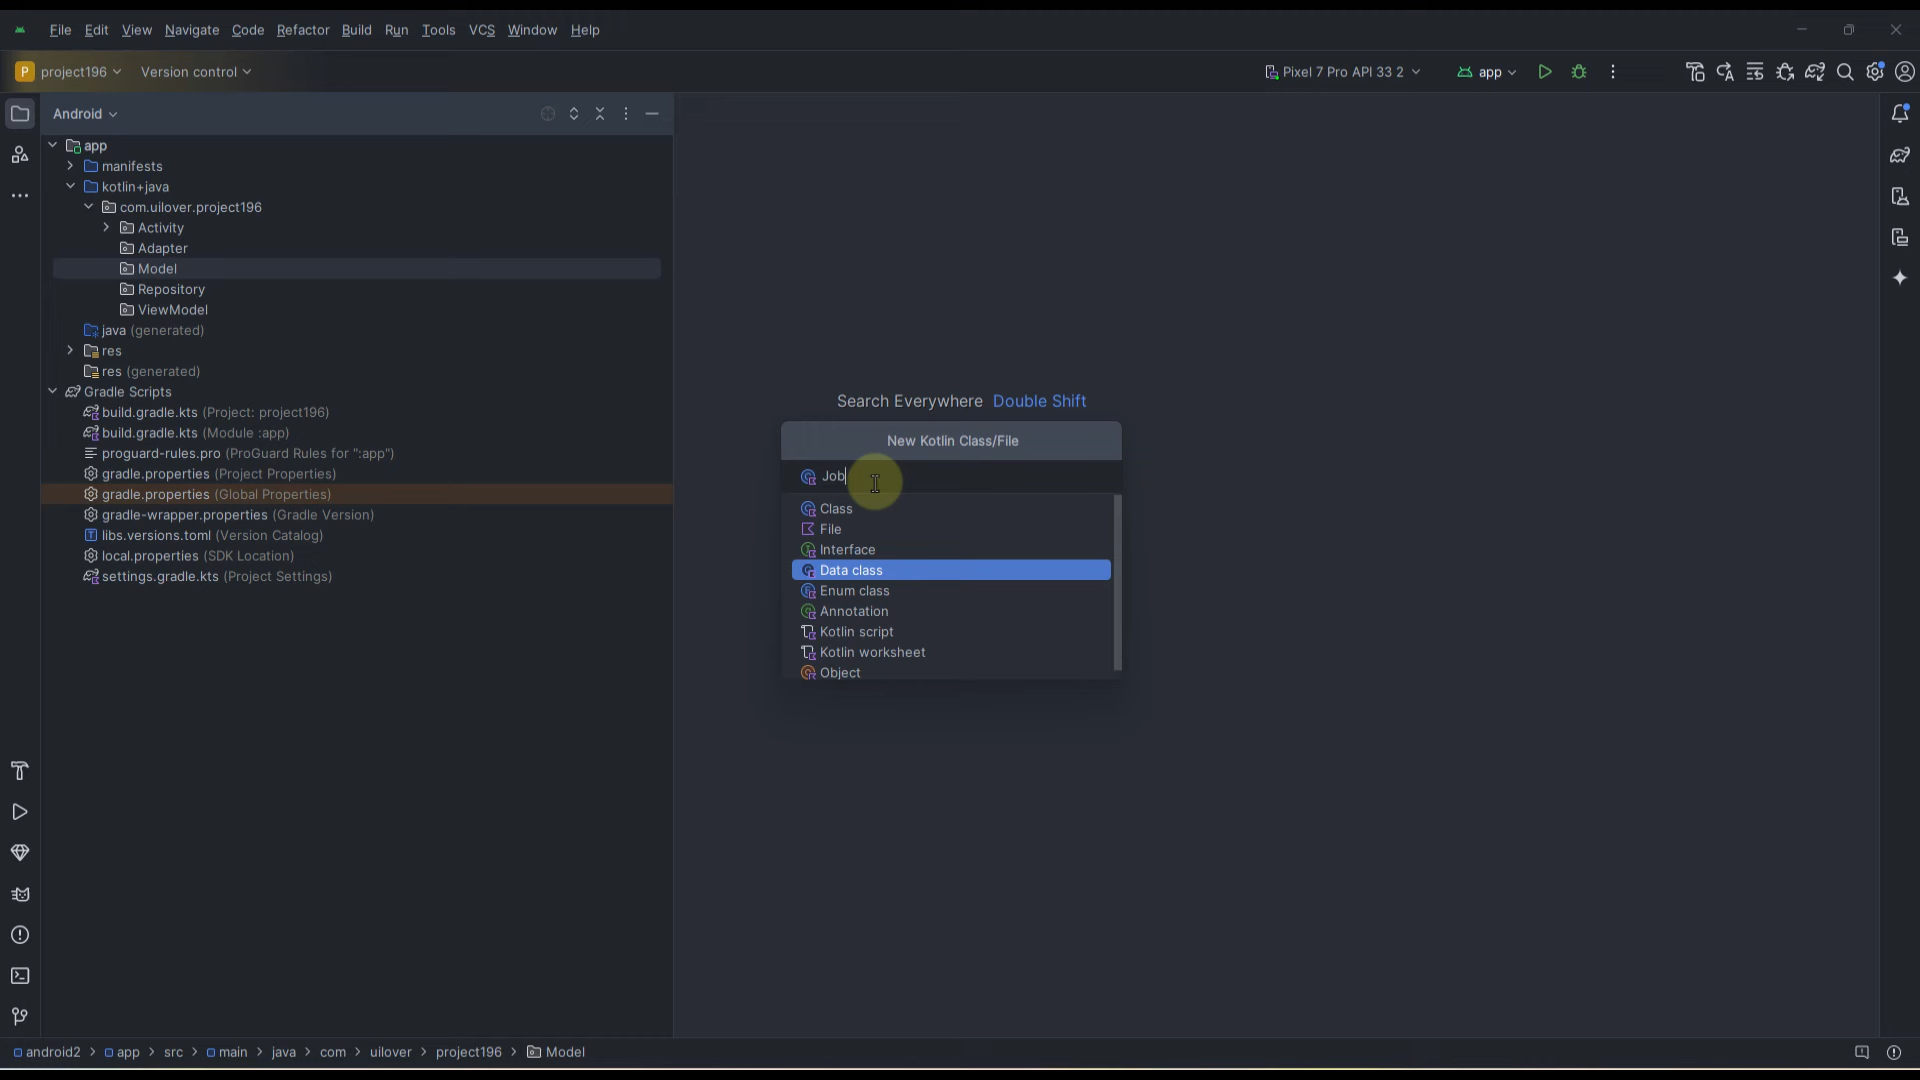 File Edit View Navigate Code Refactor Build Run Tools VCS Window Help
P project196 Version control Pixel 7 Pro API 33 2 app
Android
app
manifests
kotlin+java
com.uilover.project196
Activity
Adapter
Model
Repository
ViewModel
java (generated)
res
res (generated)
Gradle Scripts
build.gradle.kts (Project: project196)
build.gradle.kts (Module :app)
proguard-rules.pro (ProGuard Rules for ":app")
gradle.properties (Project Properties)
gradle.properties (Global Properties)
gradle-wrapper.properties (Gradle Version)
libs.versions.toml (Version Catalog)
local.properties (SDK Location)
settings.gradle.kts (Project Settings)
Search Everywhere Double Shift
New Kotlin Class/File
Job
Class
File
Interface
Data class
Enum class
Annotation
Kotlin script
Kotlin worksheet
Object
android2 > app > src > main > java > com > uilover > project196 > Model